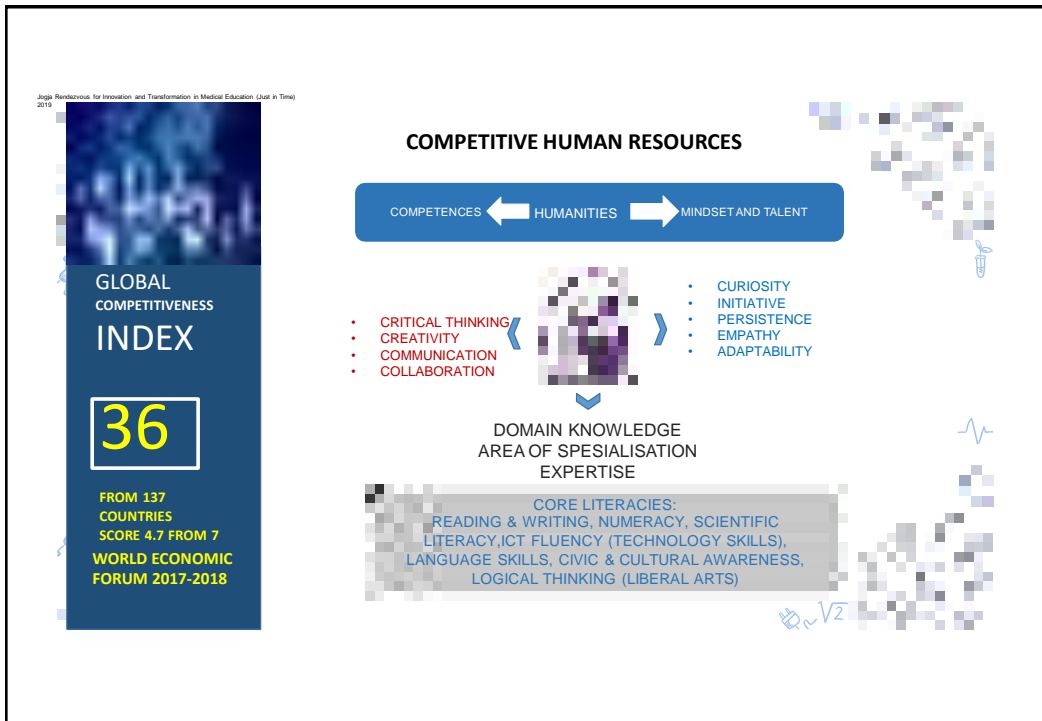 Jogja Rendezvous for Innovation and Transformation in Medical Education (Just in Time)
2019
GLOBAL
COMPETITIVENESS
INDEX
36
FROM 137
COUNTRIES
SCORE 4.7 FROM 7
WORLD ECONOMIC
FORUM 2017-2018
COMPETITIVE HUMAN RESOURCES
COMPETENCES HUMANITIES MINDSET AND TALENT
• CRITICAL THINKING
• CREATIVITY
• COMMUNICATION
• COLLABORATION
• CURIOSITY
• INITIATIVE
• PERSISTENCE
• EMPATHY
• ADAPTABILITY
DOMAIN KNOWLEDGE
AREA OF SPESIALISATION
EXPERTISE
CORE LITERACIES:
READING & WRITING, NUMERACY, SCIENTIFIC
LITERACY,ICT FLUENCY (TECHNOLOGY SKILLS),
LANGUAGE SKILLS, CIVIC & CULTURAL AWARENESS,
LOGICAL THINKING (LIBERAL ARTS)
√2